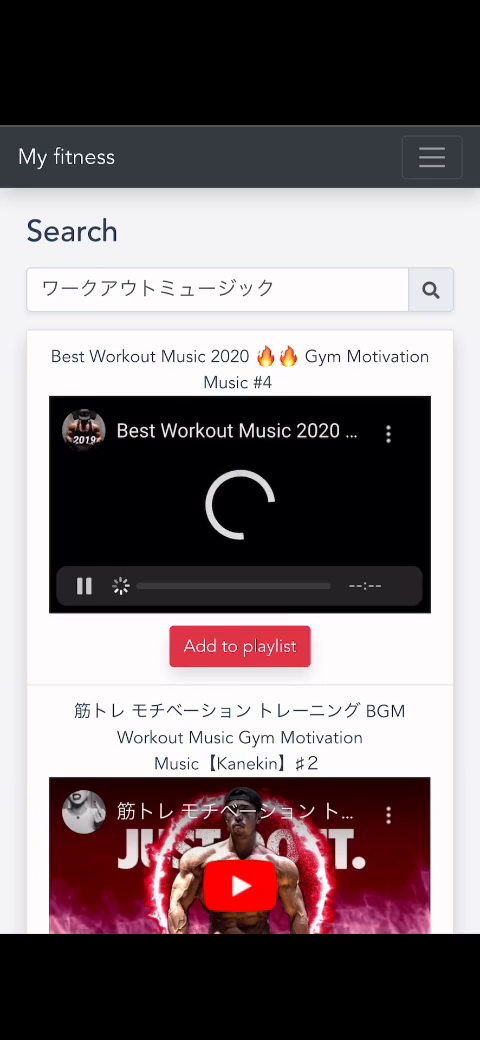 My fitness
Search
ワークアウトミュージック
Best Workout Music 2020 🔥🔥 Gym Motivation
Music #4
2019
Best Workout Music 2020 ...
--:--
Add to playlist
筋トレ モチベーション トレーニング BGM
Workout Music Gym Motivation
Music【Kanekin】♯２
筋トレ モチベーション ト...
JUST DO IT.